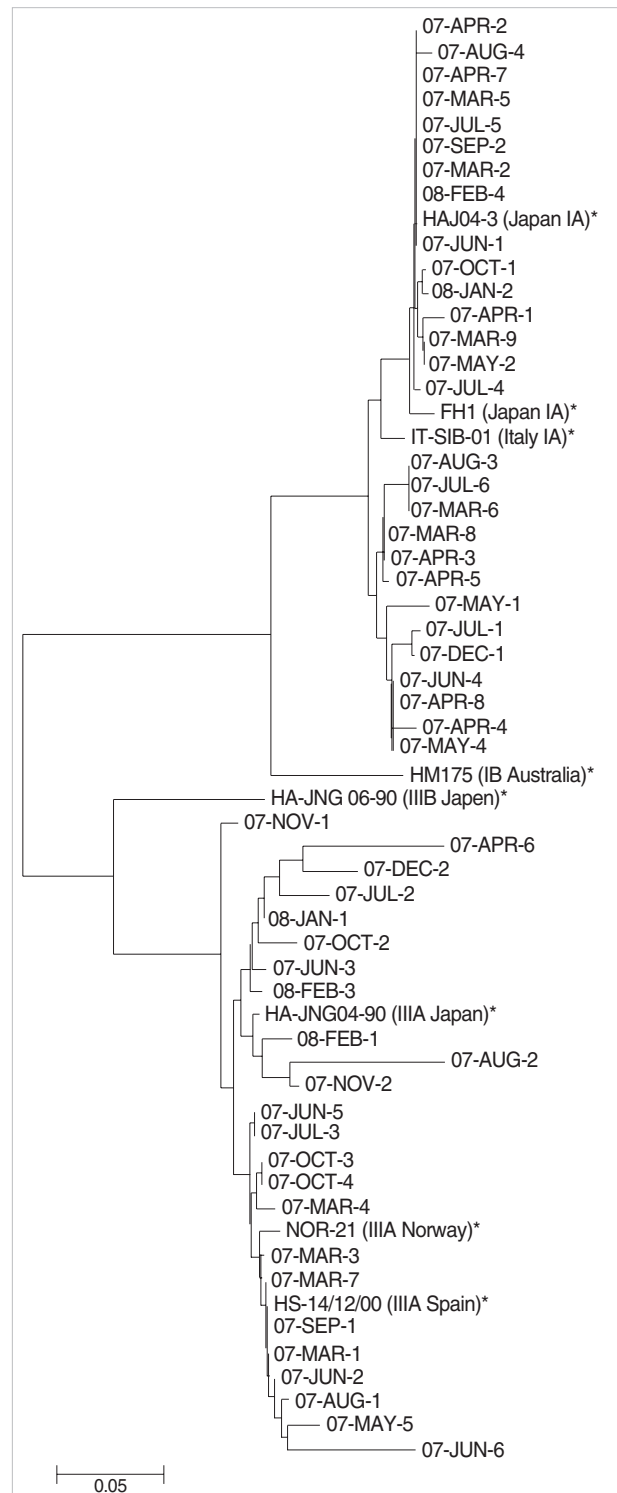 07-APR-2
07-AUG-4
07-APR-7
07-MAR-5
07-JUL-5
07-SEP-2
07-MAR-2
08-FEB-4
HAJ04-3 (Japan IA)*
07-JUN-1
07-OCT-1
08-JAN-2
07-APR-1
07-MAR-9
07-MAY-2
07-JUL-4
FH1 (Japan IA)*
IT-SIB-01 (Italy IA)*
07-AUG-3
07-JUL-6
07-MAR-6
07-MAR-8
07-APR-3
07-APR-5
07-MAY-1
07-JUL-1
07-DEC-1
07-JUN-4
07-APR-8
07-APR-4
07-MAY-4
HM175 (IB Australia)*
HA-JNG 06-90 (IIIB Japen)*
07-NOV-1
07-APR-6
07-DEC-2
07-JUL-2
08-JAN-1
07-OCT-2
07-JUN-3
08-FEB-3
HA-JNG04-90 (IIIA Japan)*
08-FEB-1
07-AUG-2
07-NOV-2
07-JUN-5
07-JUL-3
07-OCT-3
07-OCT-4
07-MAR-4
NOR-21 (IIIA Norway)*
07-MAR-3
07-MAR-7
HS-14/12/00 (IIIA Spain)*
07-SEP-1
07-MAR-1
07-JUN-2
07-AUG-1
07-MAY-5
07-JUN-6
0.05